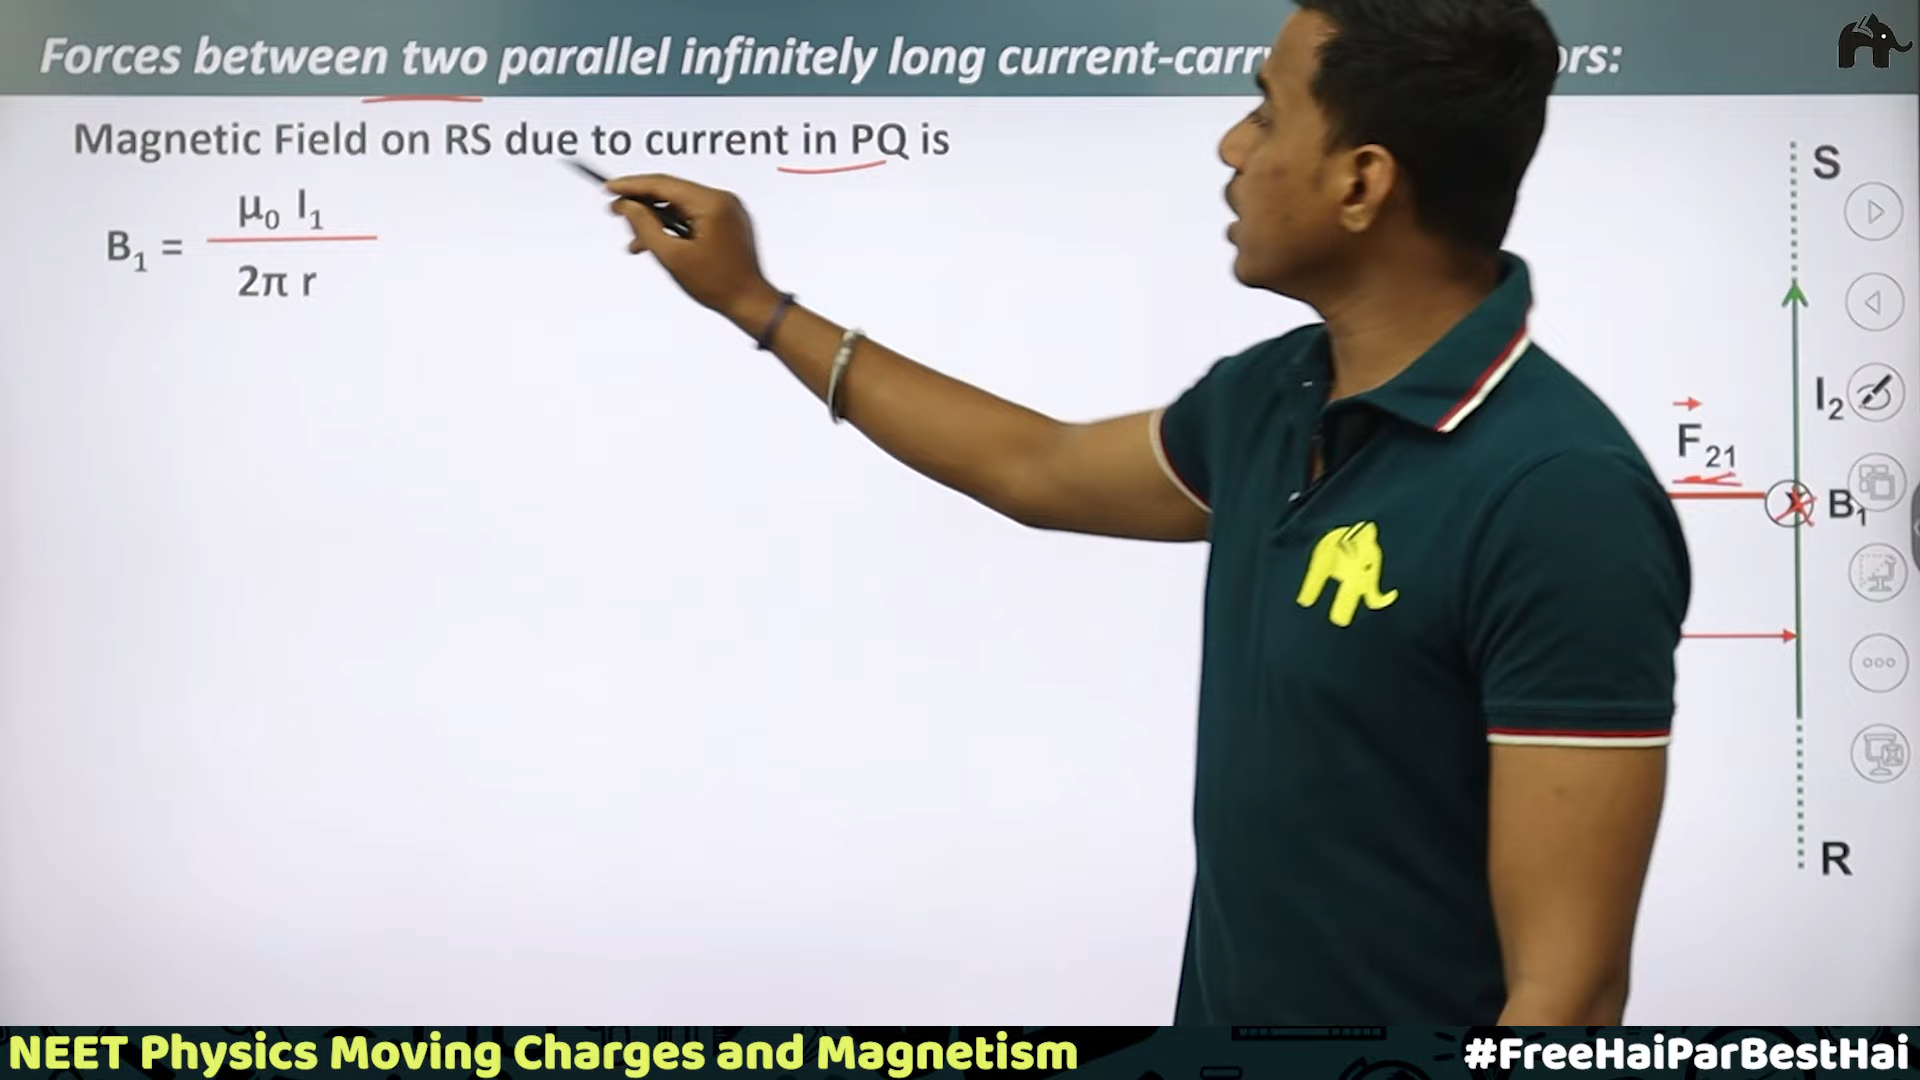 Forces between two parallel infinitely long current-carr
ors:
Magnetic Field on RS due to current in PQ is
B₁ = μ₀ I₁ / 2π r
S
I₂
F₂₁
B₁
R
NEET Physics Moving Charges and Magnetism
#FreeHaiParBestHai